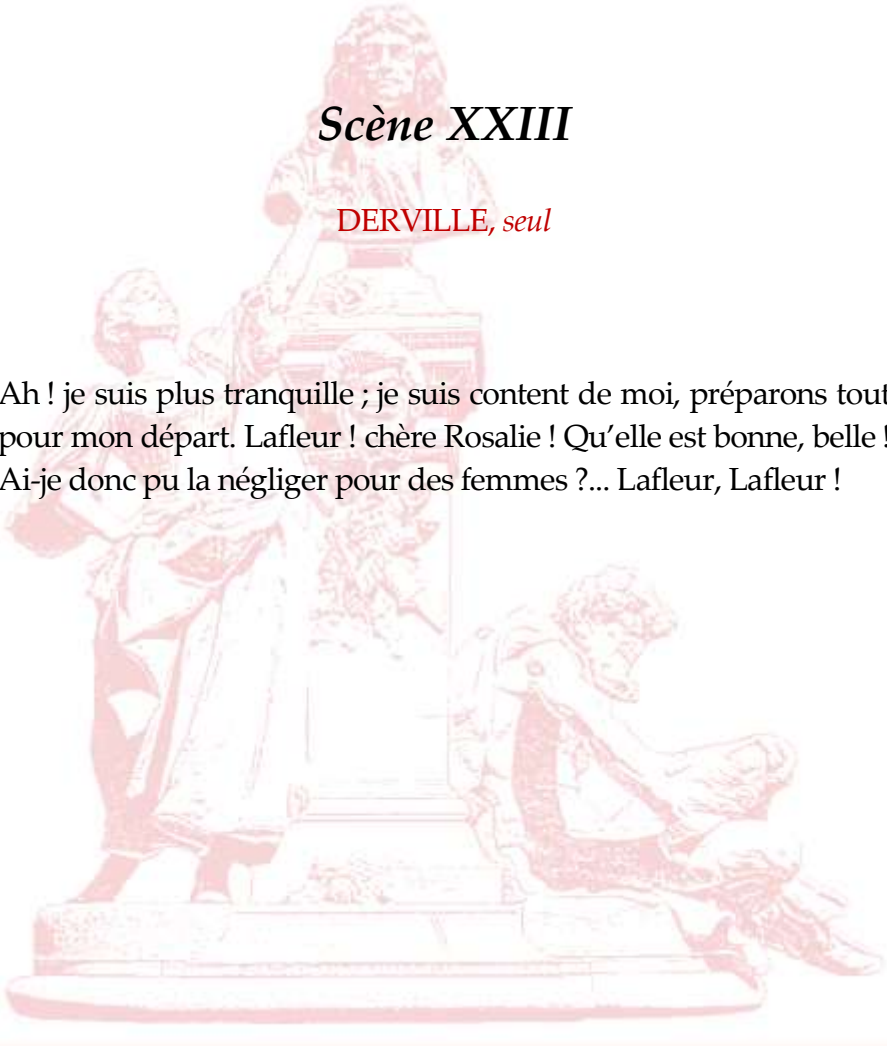 Scène XXIII
DERVILLE, seul
Ah ! je suis plus tranquille ; je suis content de moi, préparons tout
pour mon départ. Lafleur ! chère Rosalie ! Qu’elle est bonne, belle !
Ai-je donc pu la négliger pour des femmes ?... Lafleur, Lafleur !